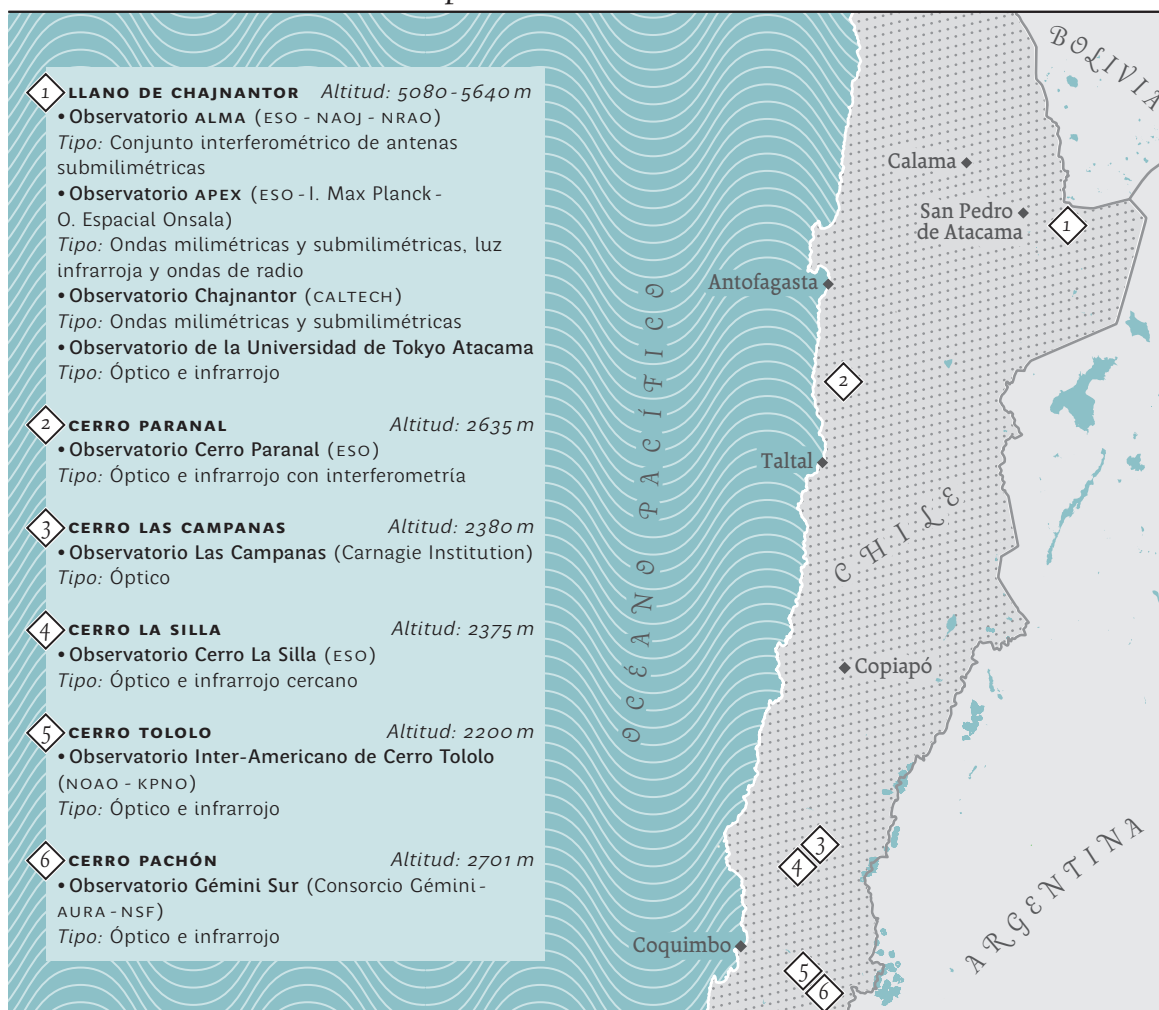 1 LLANO DE CHAJNANTOR Altitud: 5080-5640 m
• Observatorio ALMA (ESO - NAOJ - NRAO)
Tipo: Conjunto interferométrico de antenas
submilimétricas
• Observatorio APEX (ESO - I. Max Planck -
O. Espacial Onsala)
Tipo: Ondas milimétricas y submilimétricas, luz
infrarroja y ondas de radio
• Observatorio Chajnantor (CALTECH)
Tipo: Ondas milimétricas y submilimétricas
• Observatorio de la Universidad de Tokyo Atacama
Tipo: Óptico e infrarrojo
2 CERRO PARANAL Altitud: 2635 m
• Observatorio Cerro Paranal (ESO)
Tipo: Óptico e infrarrojo con interferometría
3 CERRO LAS CAMPANAS Altitud: 2380 m
• Observatorio Las Campanas (Carnagie Institution)
Tipo: Óptico
4 CERRO LA SILLA Altitud: 2375 m
• Observatorio Cerro La Silla (ESO)
Tipo: Óptico e infrarrojo cercano
5 CERRO TOLOLO Altitud: 2200 m
• Observatorio Inter-Americano de Cerro Tololo
(NOAO - KPNO)
Tipo: Óptico e infrarrojo
6 CERRO PACHÓN Altitud: 2701 m
• Observatorio Gémini Sur (Consorcio Gémini -
AURA - NSF)
Tipo: Óptico e infrarrojo
OCÉANO PACÍFICO
BOLIVIA
Calama
San Pedro
de Atacama
1
Antofagasta
2
Taltal
CHILE
Copiapó
3
4
ARGENTINA
Coquimbo
5
6